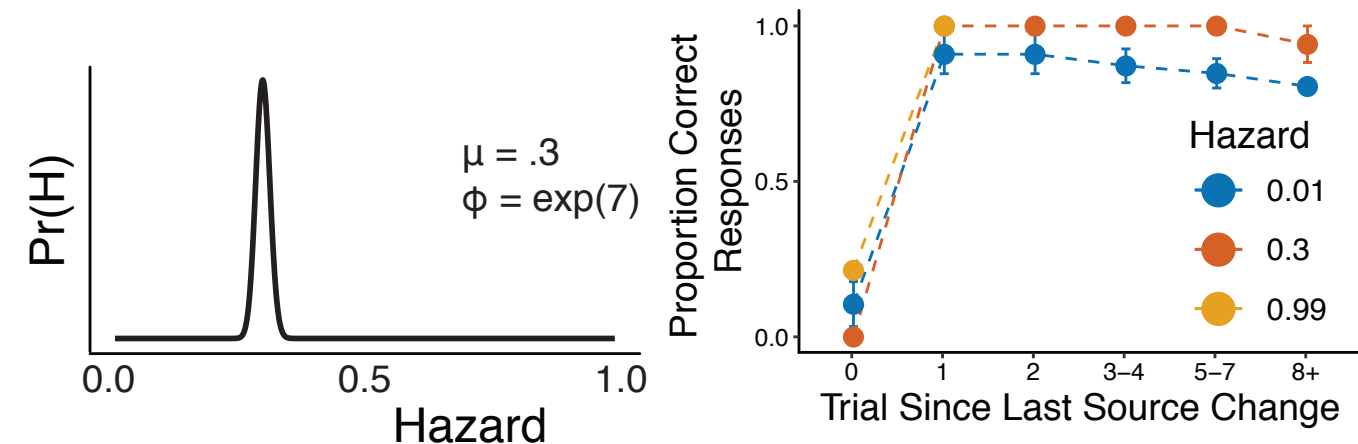 Pr(H)
μ = .3
ϕ = exp(7)
0.0 0.5 1.0
Hazard
Proportion Correct
Responses
1.0
0.5
0.0
Hazard
0.01
0.3
0.99
0 1 2 3–4 5–7 8+
Trial Since Last Source Change